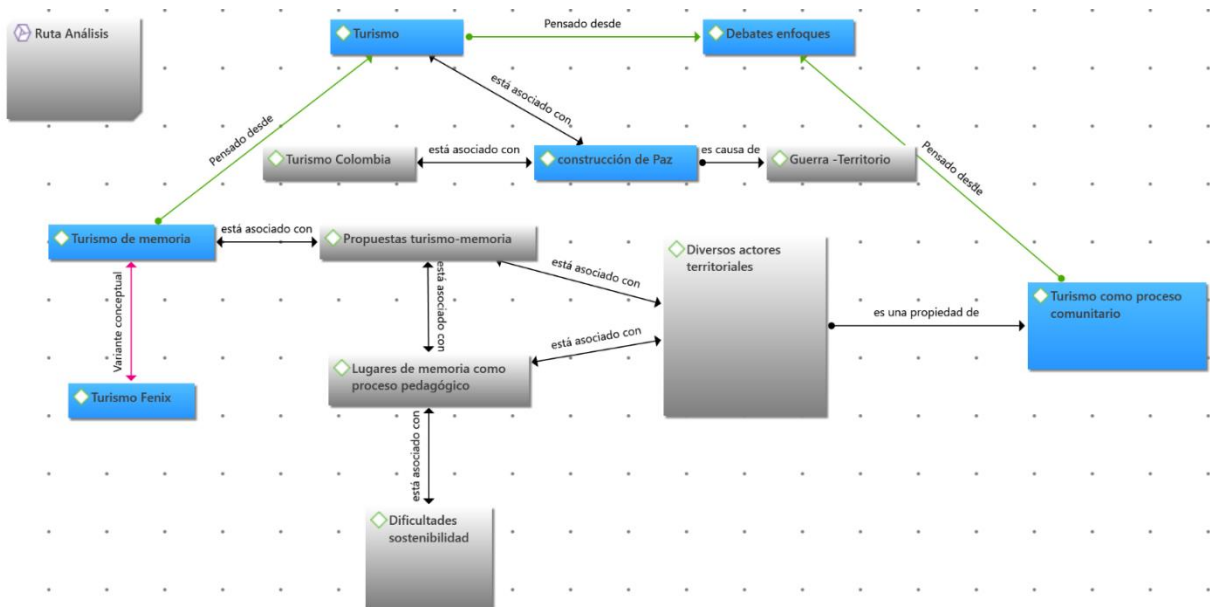 Ruta Análisis
Turismo
Pensado desde
Debates enfoques
está asociado con
Pensado desde
Turismo Colombia
está asociado con
construcción de Paz
es causa de
Guerra -Territorio
Pensado desde
Turismo de memoria
está asociado con
Propuestas turismo-memoria
Diversos actores
territoriales
está asociado con
está asociado con
Variante conceptual
Turismo como proceso
comunitario
es una propiedad de
está asociado con
Lugares de memoria como
proceso pedagógico
Turismo Fenix
está asociado con
Dificultades
sostenibilidad